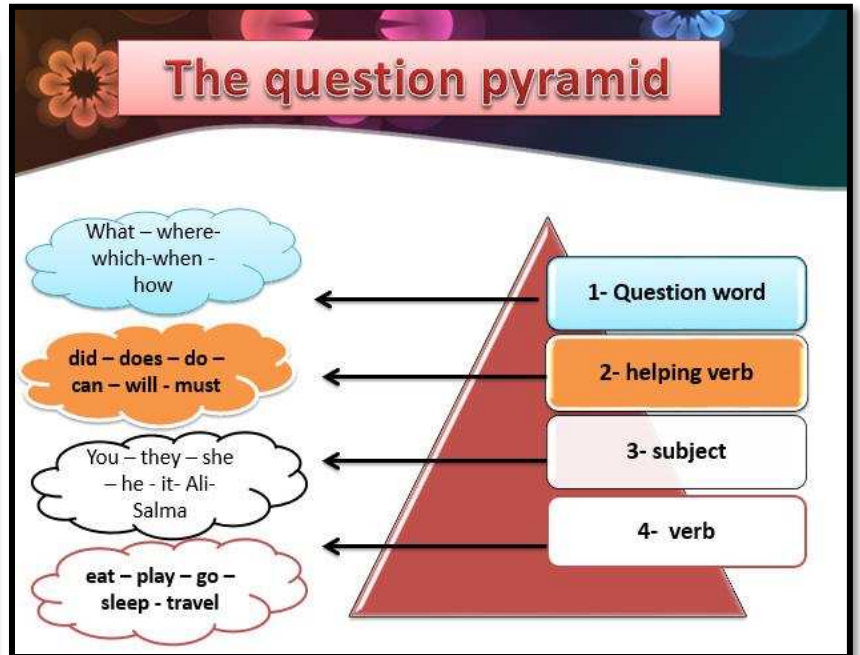 The question pyramid
What – where-
which-when -
how
1- Question word
did – does – do –
can – will - must
2- helping verb
You – they – she
– he - it- Ali-
Salma
3- subject
eat – play – go –
sleep - travel
4- verb